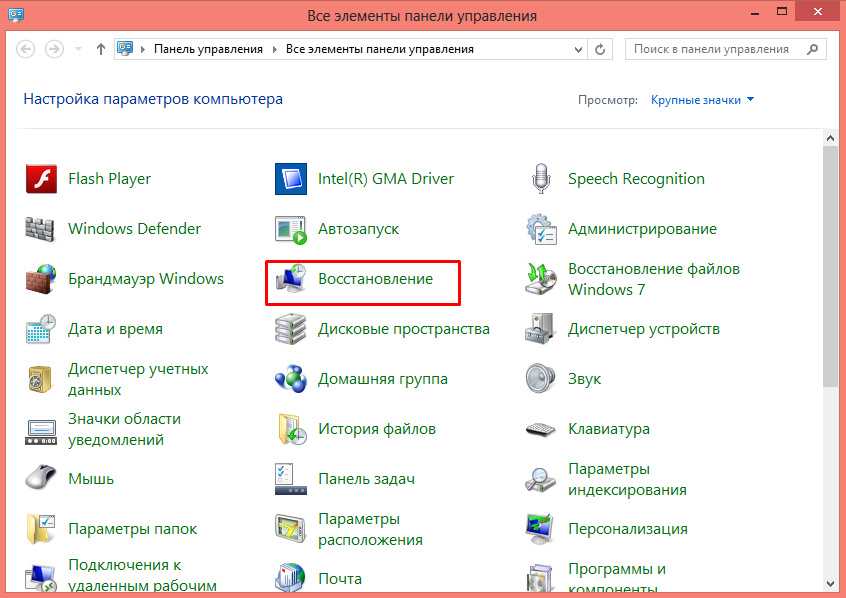 Все элементы панели управления
Панель управления Все элементы панели управления
Поиск в панели управления
Настройка параметров компьютера
Просмотр: Крупные значки
Flash Player
Intel(R) GMA Driver
Speech Recognition
Windows Defender
Автозапуск
Администрирование
Брандмауэр Windows
Восстановление
Восстановление файлов
Windows 7
Дата и время
Дисковые пространства
Диспетчер устройств
Диспетчер учетных
данных
Домашняя группа
Звук
Значки области
уведомлений
История файлов
Клавиатура
Мышь
Панель задач
Параметры
индексирования
Параметры папок
Параметры
расположения
Персонализация
Подключения к
удаленным рабочим
Почта
Программы и
компоненты